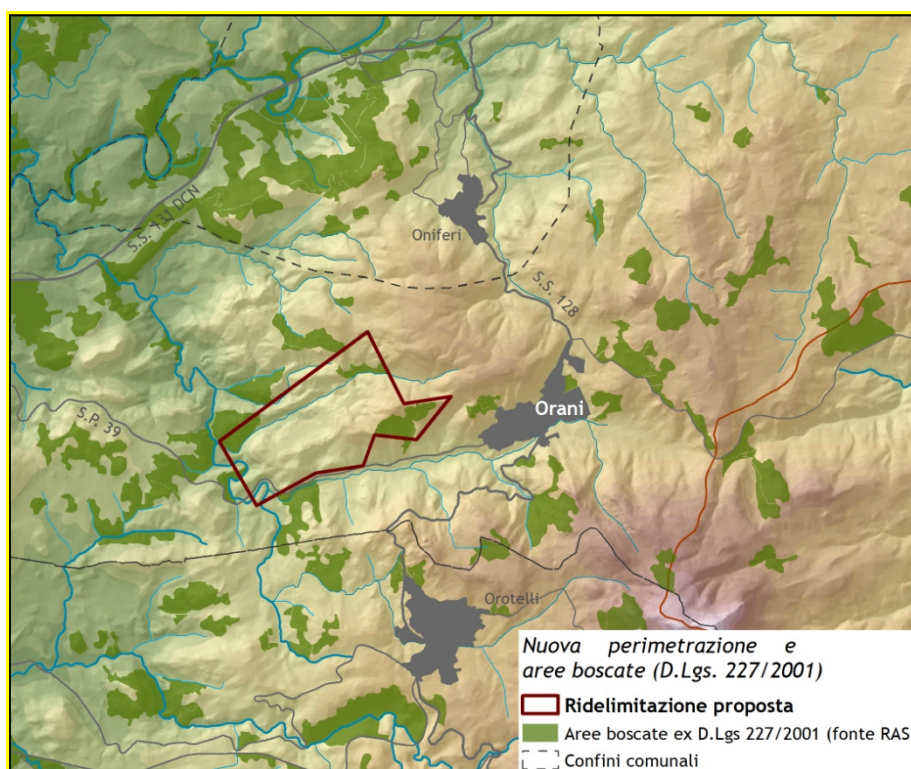 S.S. 131 DCN
Oniferi
S.S. 128
S.P. 39
Orani
Orotelli
Nuova perimetrazione e
aree boscate (D.Lgs. 227/2001)
Ridelimitazione proposta
Aree boscate ex D.Lgs 227/2001 (fonte RAS
Confini comunali